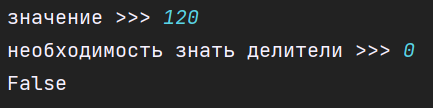 значение >>> 120
необходимость знать делители >>> 0
False